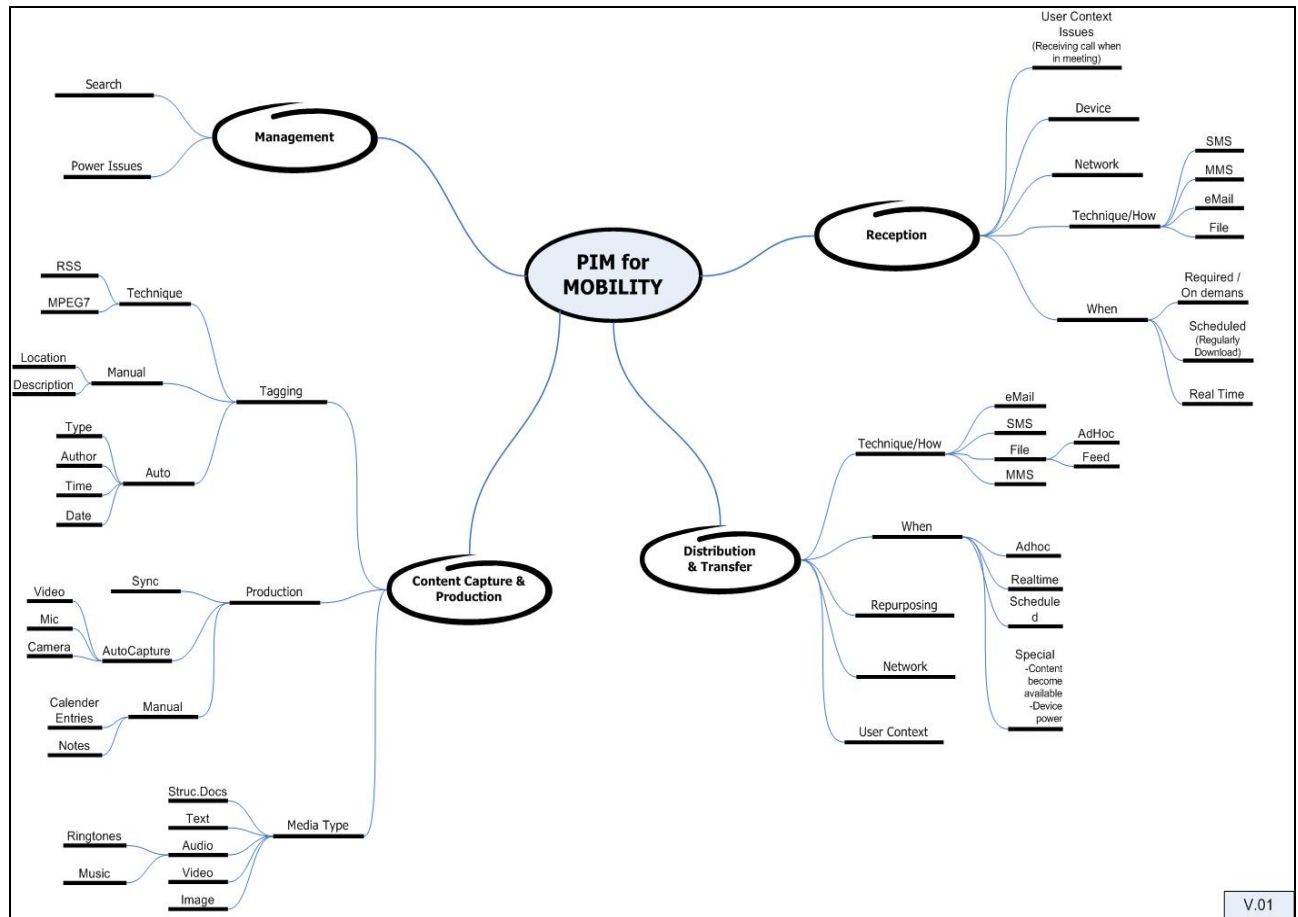 PIM for
MOBILITY
Management
Search
Power Issues
Reception
User Context
Issues
(Receiving call when
in meeting)
Device
Network
Technique/How
SMS
MMS
eMail
File
When
Required /
On demans
Scheduled
(Regularly
Download)
Real Time
Distribution
& Transfer
Technique/How
eMail
SMS
File
AdHoc
Feed
MMS
When
Adhoc
Realtime
Schedule
d
Special
-Content
become
available
-Device
power
Repurposing
Network
User Context
Content Capture &
Production
Tagging
Technique
RSS
MPEG7
Manual
Location
Description
Auto
Type
Author
Time
Date
Production
Sync
AutoCapture
Video
Mic
Camera
Manual
Calender
Entries
Notes
Media Type
Struc.Docs
Text
Audio
Ringtones
Music
Video
Image
V.01